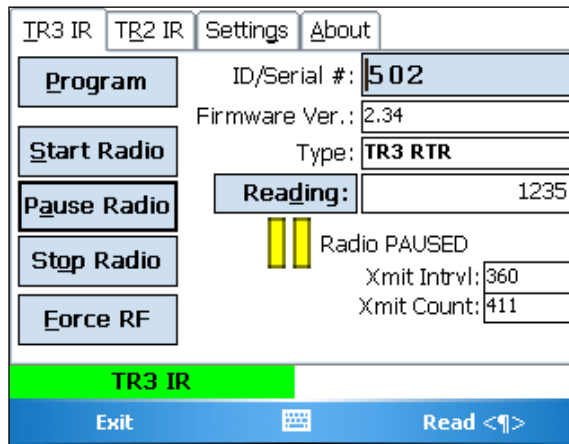 TR3 IR TR2 IR Settings About
Program ID/Serial #: 502
Firmware Ver.: 2.34
Start Radio Type: TR3 RTR
Pause Radio Reading: 1235
Radio PAUSED
Stop Radio Xmit Intrvl: 360
Xmit Count: 411
Force RF
TR3 IR
Exit Read <¶>